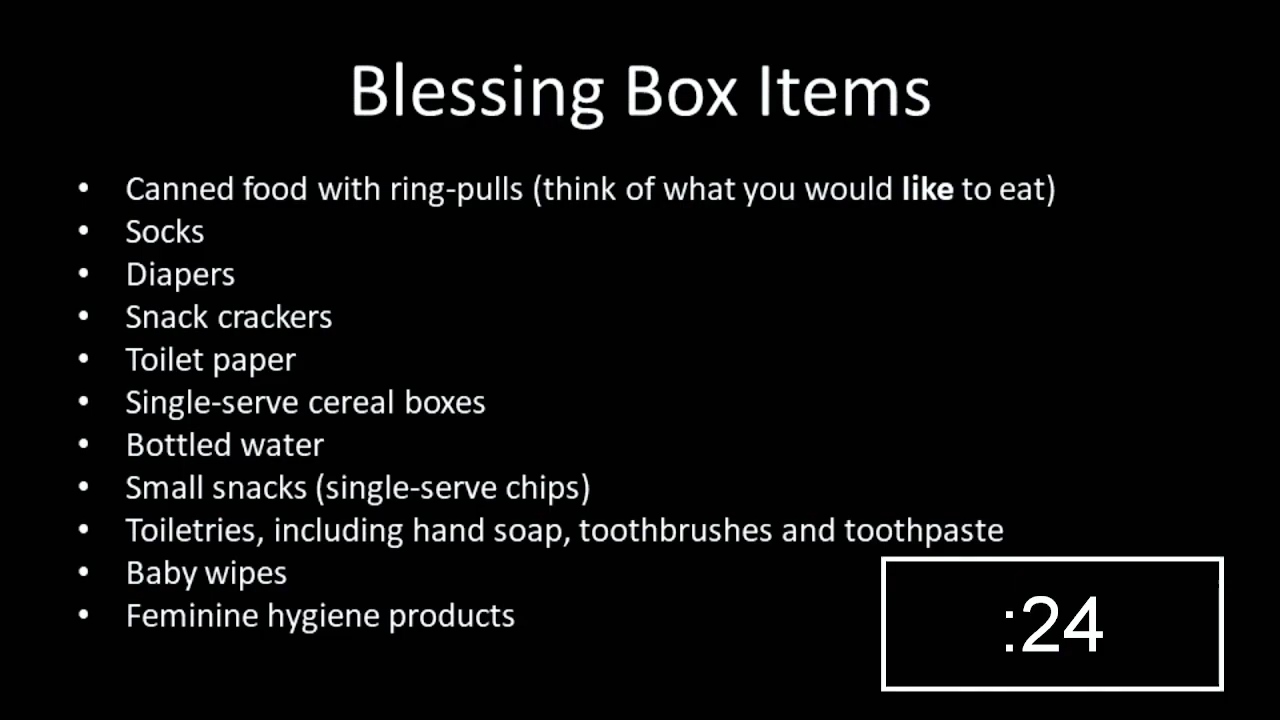 Blessing Box Items
• Canned food with ring-pulls (think of what you would like to eat)
• Socks
• Diapers
• Snack crackers
• Toilet paper
• Single-serve cereal boxes
• Bottled water
• Small snacks (single-serve chips)
• Toiletries, including hand soap, toothbrushes and toothpaste
• Baby wipes
• Feminine hygiene products
:24